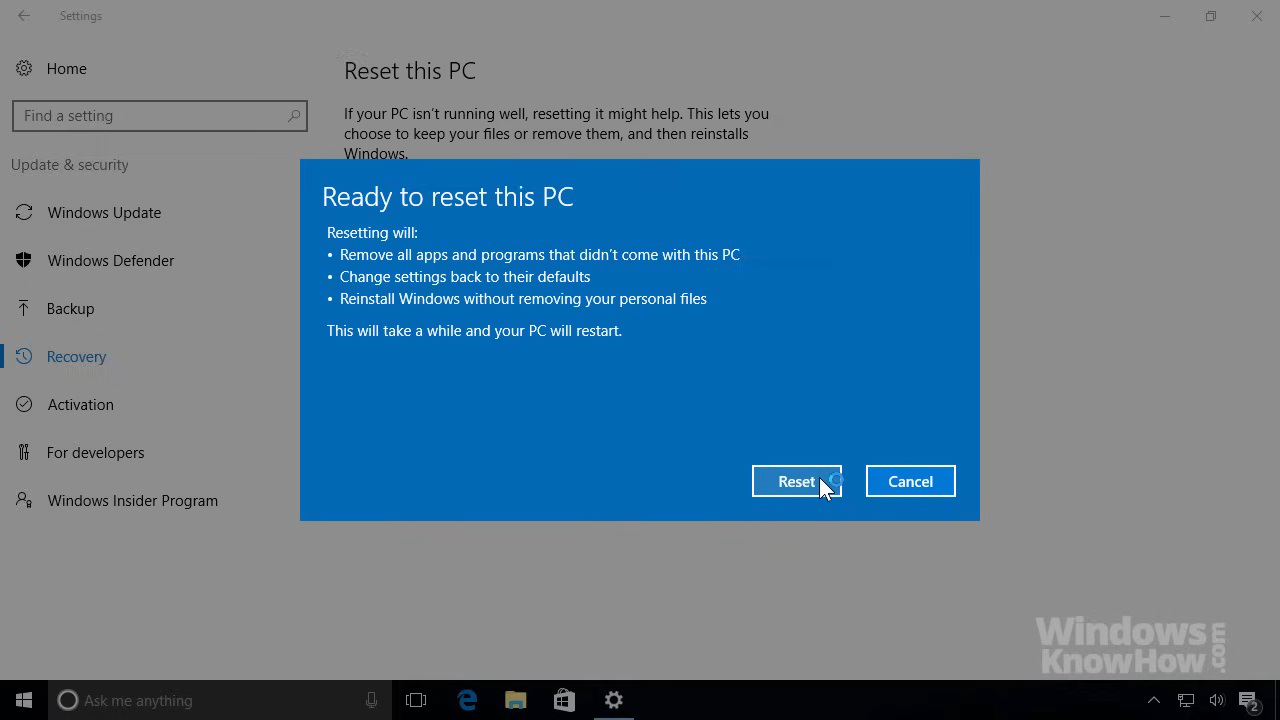 Settings
Home
Find a setting
Update & security
Windows Update
Windows Defender
Backup
Recovery
Activation
For developers
Windows Insider Program
Reset this PC
If your PC isn't running well, resetting it might help. This lets you
choose to keep your files or remove them, and then reinstalls
Windows.
Ready to reset this PC
Resetting will:
• Remove all apps and programs that didn't come with this PC
• Change settings back to their defaults
• Reinstall Windows without removing your personal files
This will take a while and your PC will restart.
Reset
Cancel
Windows
KnowHow.com
Ask me anything
2